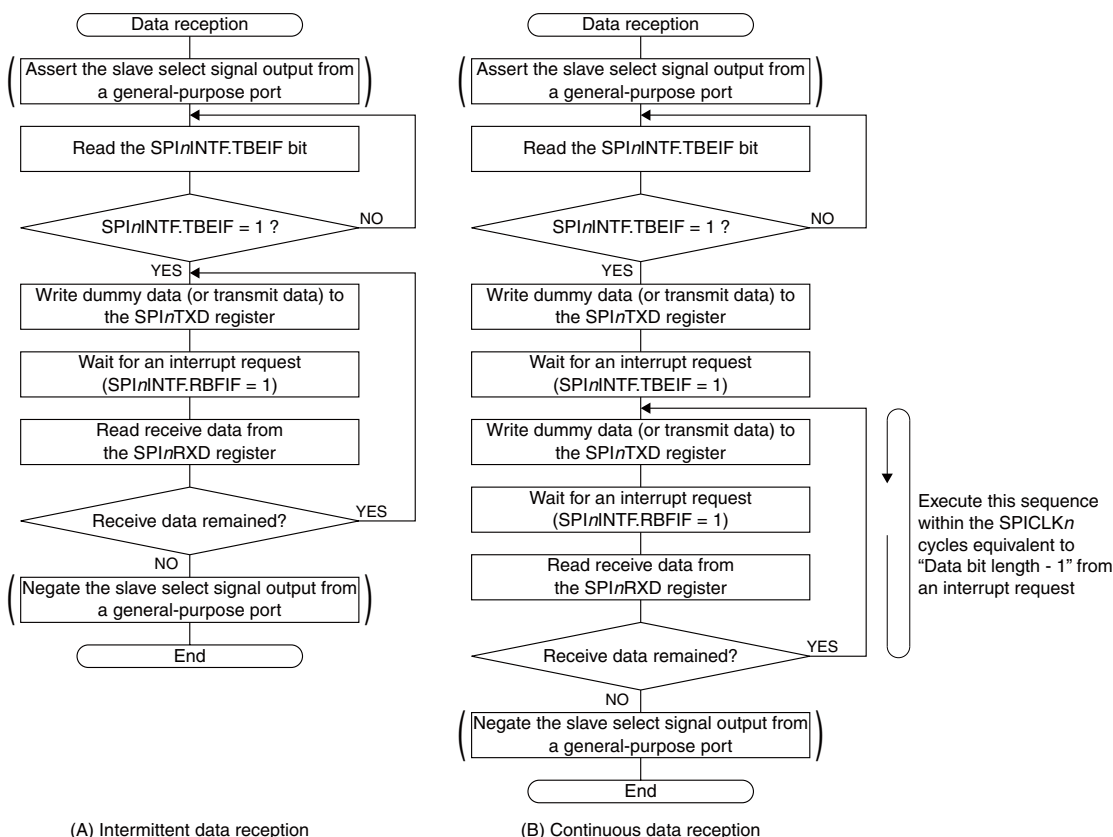 Data reception
Assert the slave select signal output from
a general-purpose port
Read the SPInINTF.TBEIF bit
SPInINTF.TBEIF = 1 ?
NO
YES
Write dummy data (or transmit data) to
the SPInTXD register
Wait for an interrupt request
(SPInINTF.RBFIF = 1)
Read receive data from
the SPInRXD register
Receive data remained?
YES
NO
Negate the slave select signal output from
a general-purpose port
End
(A) Intermittent data reception
Data reception
Assert the slave select signal output from
a general-purpose port
Read the SPInINTF.TBEIF bit
SPInINTF.TBEIF = 1 ?
NO
YES
Write dummy data (or transmit data) to
the SPInTXD register
Wait for an interrupt request
(SPInINTF.TBEIF = 1)
Write dummy data (or transmit data) to
the SPInTXD register
Wait for an interrupt request
(SPInINTF.RBFIF = 1)
Read receive data from
the SPInRXD register
Receive data remained?
YES
NO
Negate the slave select signal output from
a general-purpose port
End
(B) Continuous data reception
Execute this sequence
within the SPICLKn
cycles equivalent to
“Data bit length - 1” from
an interrupt request